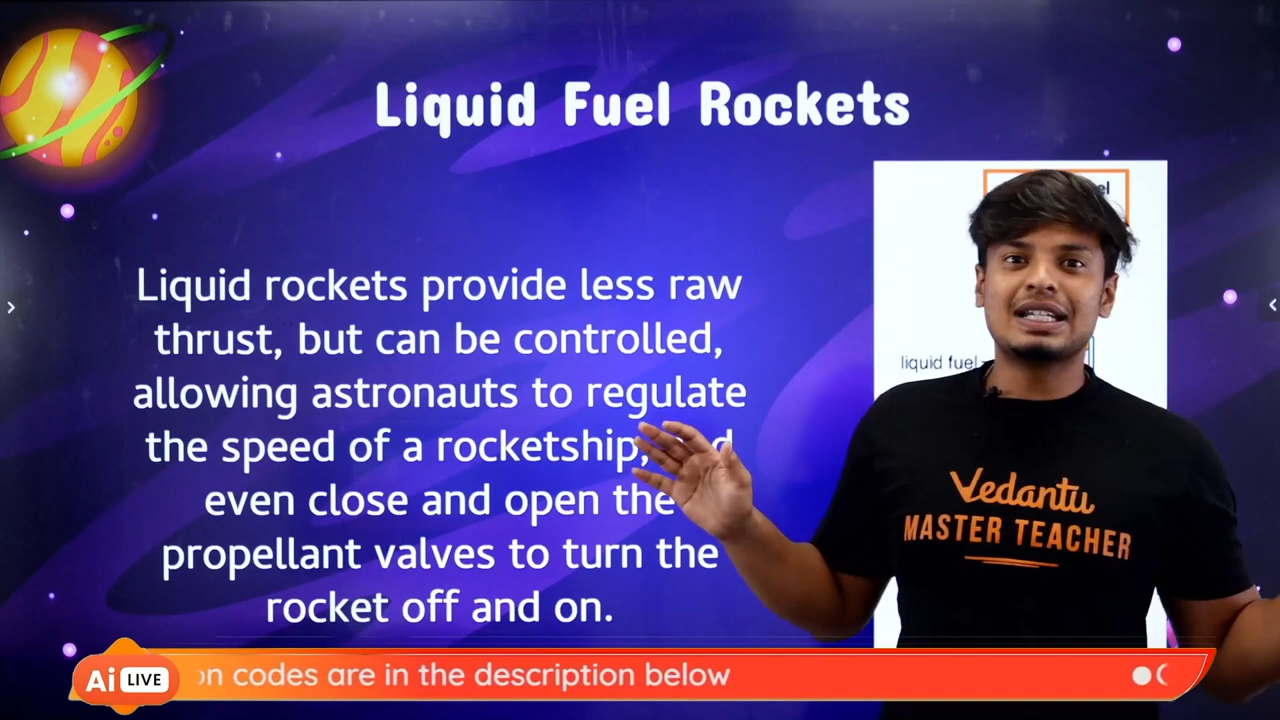 Liquid Fuel Rockets
Liquid rockets provide less raw
thrust, but can be controlled,
allowing astronauts to regulate
the speed of a rocketship,
even close and open the
propellant valves to turn the
rocket off and on.
liquid fuel
Vedantu
MASTER TEACHER
Ai LIVE
codes are in the description below